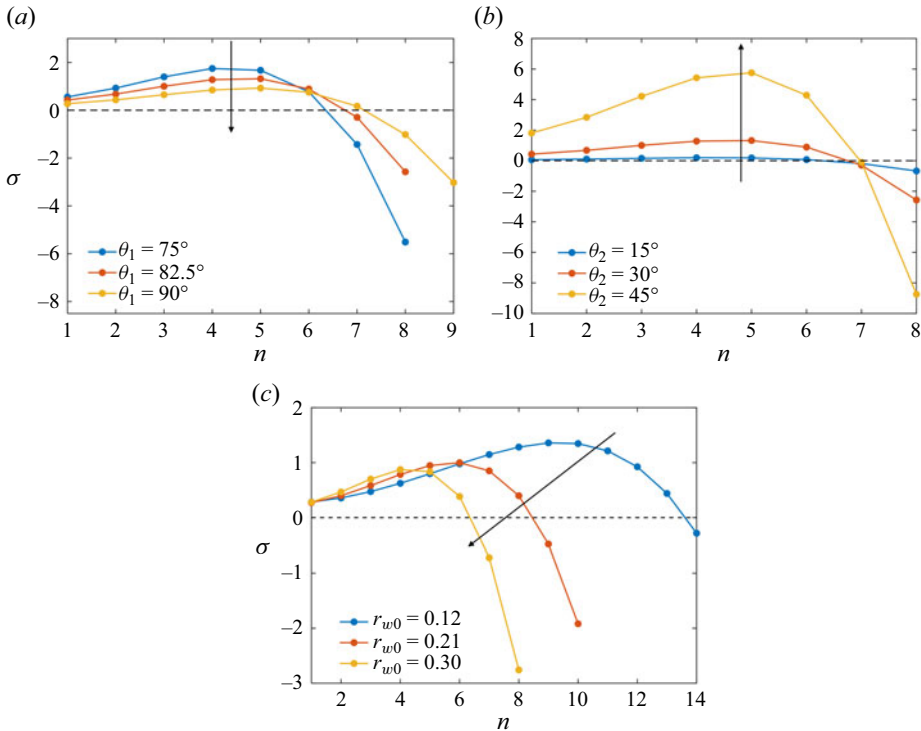 (a)
2
0
–2
–4
–6
–8
σ
θ1 = 75°
θ1 = 82.5°
θ1 = 90°
1 2 3 4 5 6 7 8 9
n
(b)
8
6
4
2
0
–2
–4
–6
–8
–10
θ2 = 15°
θ2 = 30°
θ2 = 45°
1 2 3 4 5 6 7 8
n
(c)
2
1
0
–1
–2
–3
σ
rw0 = 0.12
rw0 = 0.21
rw0 = 0.30
2 4 6 8 10 12 14
n